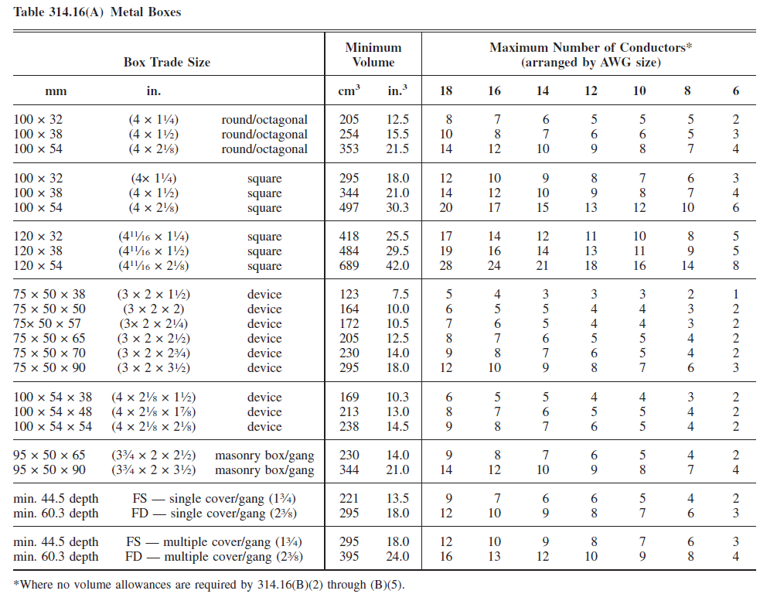 Table 314.16(A) Metal Boxes
Box Trade Size Minimum Volume Maximum Number of Conductors* (arranged by AWG size)
mm in. cm³ in.³ 18 16 14 12 10 8 6
100 × 32 (4 × 1¼) round/octagonal 205 12.5 8 7 6 5 5 5 2
100 × 38 (4 × 1½) round/octagonal 254 15.5 10 8 7 6 6 5 3
100 × 54 (4 × 2⅛) round/octagonal 353 21.5 14 12 10 9 8 7 4
100 × 32 (4× 1¼) square 295 18.0 12 10 9 8 7 6 3
100 × 38 (4 × 1½) square 344 21.0 14 12 10 9 8 7 4
100 × 54 (4 × 2⅛) square 497 30.3 20 17 15 13 12 10 6
120 × 32 (4¹¹⁄₁₆ × 1¼) square 418 25.5 17 14 12 11 10 8 5
120 × 38 (4¹¹⁄₁₆ × 1½) square 484 29.5 19 16 14 13 11 9 5
120 × 54 (4¹¹⁄₁₆ × 2⅛) square 689 42.0 28 24 21 18 16 14 8
75 × 50 × 38 (3 × 2 × 1½) device 123 7.5 5 4 3 3 3 2 1
75 × 50 × 50 (3 × 2 × 2) device 164 10.0 6 5 5 4 4 3 2
75× 50 × 57 (3× 2 × 2¼) device 172 10.5 7 6 5 4 4 3 2
75 × 50 × 65 (3 × 2 × 2½) device 205 12.5 8 7 6 5 5 4 2
75 × 50 × 70 (3 × 2 × 2¾) device 230 14.0 9 8 7 6 5 4 2
75 × 50 × 90 (3 × 2 × 3½) device 295 18.0 12 10 9 8 7 6 3
100 × 54 × 38 (4 × 2⅛ × 1½) device 169 10.3 6 5 5 4 4 3 2
100 × 54 × 48 (4 × 2⅛ × 1⅞) device 213 13.0 8 7 6 5 5 4 2
100 × 54 × 54 (4 × 2⅛ × 2⅛) device 238 14.5 9 8 7 6 5 4 2
95 × 50 × 65 (3¾ × 2 × 2½) masonry box/gang 230 14.0 9 8 7 6 5 4 2
95 × 50 × 90 (3¾ × 2 × 3½) masonry box/gang 344 21.0 14 12 10 9 8 7 4
min. 44.5 depth FS — single cover/gang (1¾) 221 13.5 9 7 6 6 5 4 2
min. 60.3 depth FD — single cover/gang (2⅜) 295 18.0 12 10 9 8 7 6 3
min. 44.5 depth FS — multiple cover/gang (1¾) 295 18.0 12 10 9 8 7 6 3
min. 60.3 depth FD — multiple cover/gang (2⅜) 395 24.0 16 13 12 10 9 8 4
*Where no volume allowances are required by 314.16(B)(2) through (B)(5).